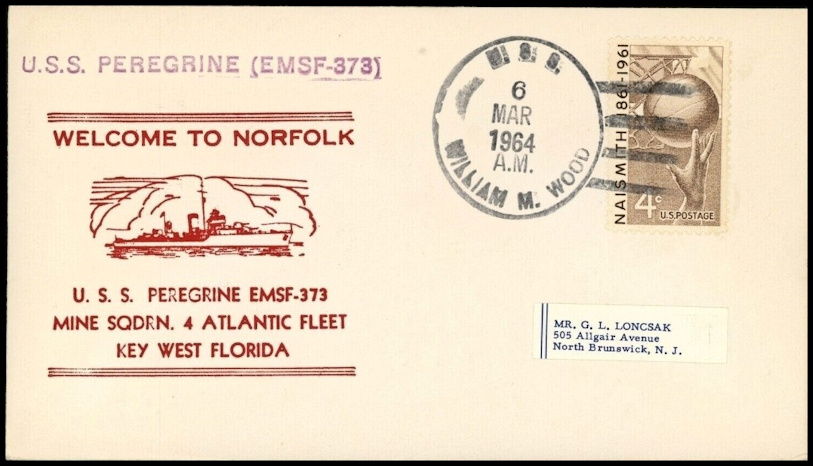 U.S.S. PEREGRINE (EMSF-373)
WELCOME TO NORFOLK
U. S. S. PEREGRINE EMSF-373
MINE SQDRN. 4 ATLANTIC FLEET
KEY WEST FLORIDA
U. S. S.
6
MAR
1964
A.M.
WILLIAM M. WOOD
NAISMITH 1861-1961
4c
U.S.POSTAGE
MR. G. L. LONCSAK
505 Allgair Avenue
North Brunswick, N. J.